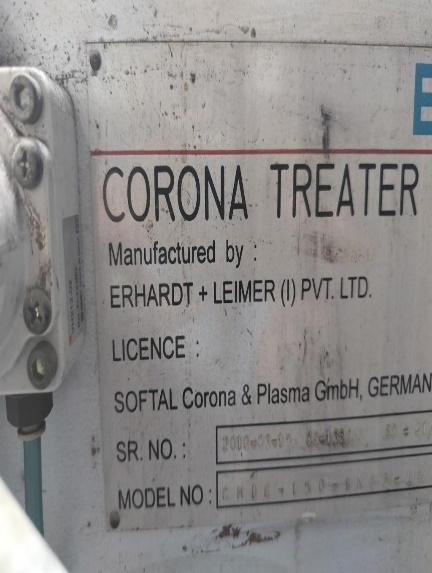 E
CORONA TREATER
Manufactured by :
ERHARDT + LEIMER (I) PVT. LTD.
LICENCE :
SOFTAL Corona & Plasma GmbH, GERMAN
SR. NO. :
MODEL NO :